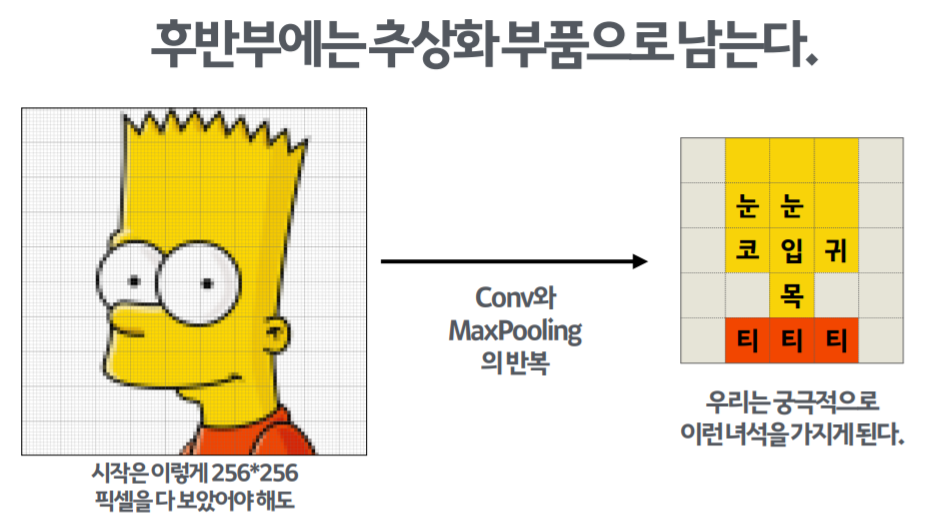 후반부에는 추상화 부품으로 남는다.
눈 눈
코 입 귀
목
티 티 티
Conv와
MaxPooling
의 반복
우리는 궁극적으로
이런 녀석을 가지게 된다.
시작은 이렇게 256*256
픽셀을 다 보았어야 해도